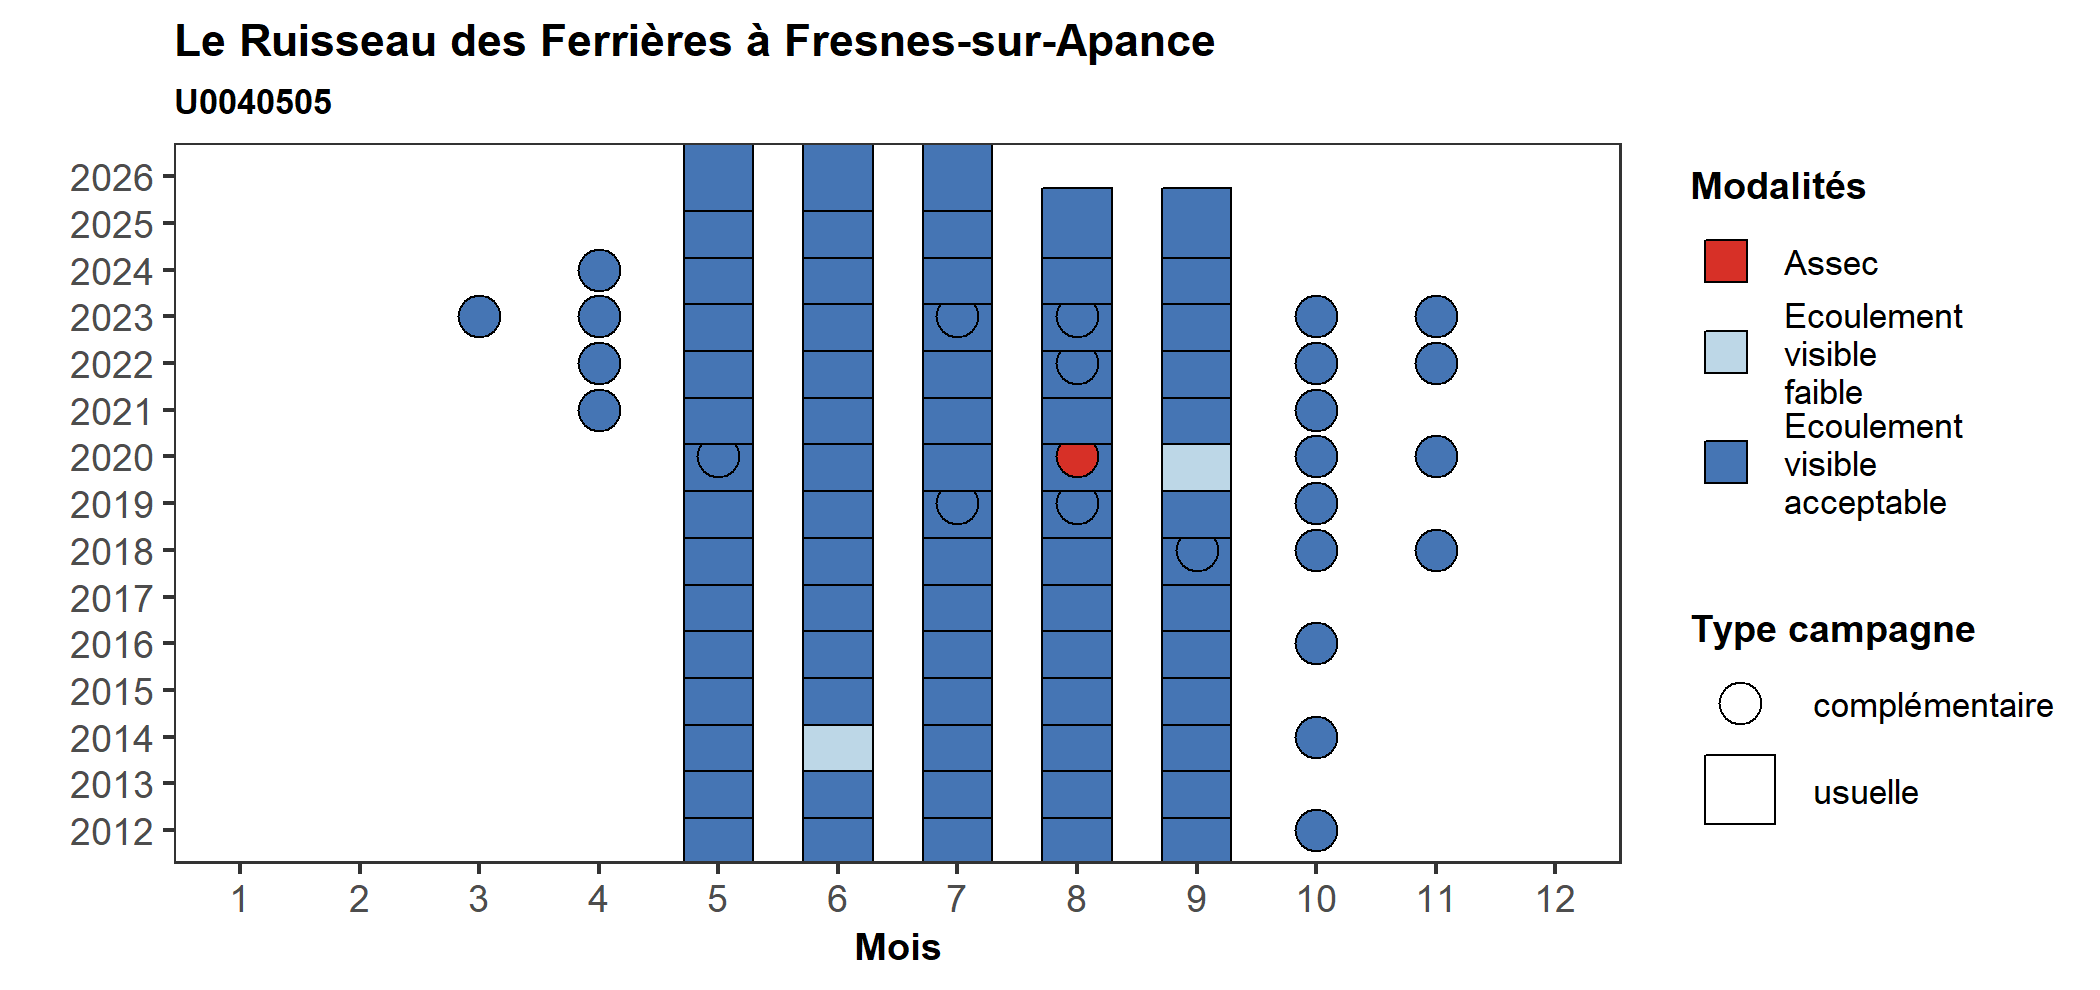 Le Ruisseau des Ferrières à Fresnes-sur-Apance
U0040505
2026
2025
2024
2023
2022
2021
2020
2019
2018
2017
2016
2015
2014
2013
2012
1 2 3 4 5 6 7 8 9 10 11 12
Mois
Modalités
Assec
Ecoulement
visible
faible
Ecoulement
visible
acceptable
Type campagne
complémentaire
usuelle